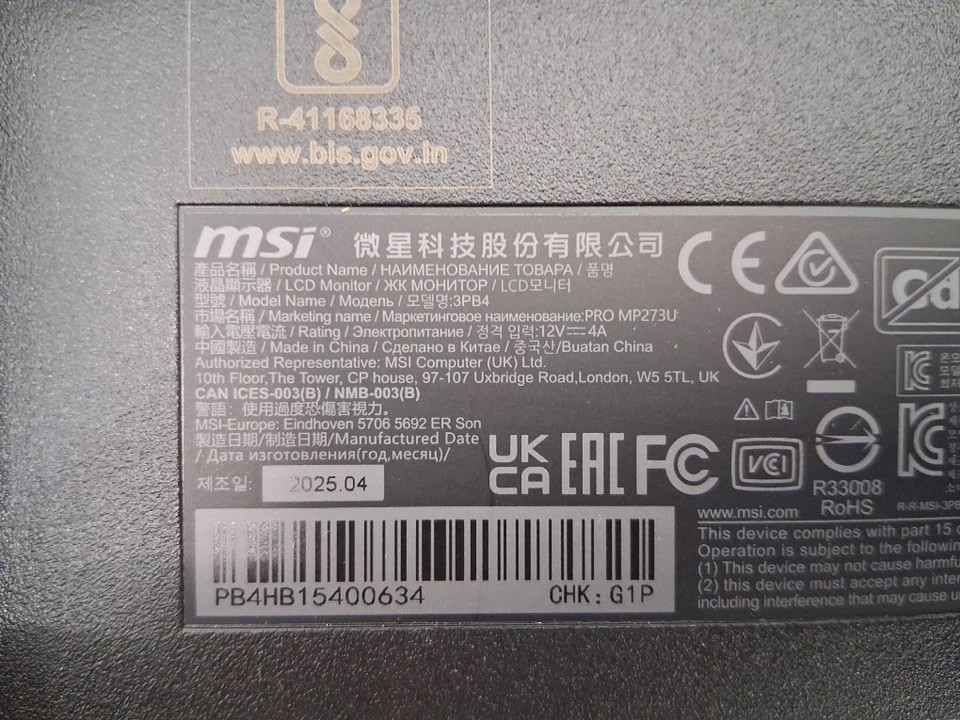 R-41168335
www.bis.gov.in
msi® 微星科技股份有限公司
產品名稱 / Product Name / НАИМЕНОВАНИЕ ТОВАРА / 품명
液晶顯示器 / LCD Monitor / ЖК МОНИТОР / LCD모니터
型號 / Model Name / Модель / 모델명:3PB4
市場名稱 / Marketing name / Маркетинговое наименование:PRO MP273U
輸入電壓電流 / Rating / Электропитание / 정격 입력:12V⎓4A
中國製造 / Made in China / Сделано в Китае / 중국산/Buatan China
Authorized Representative: MSI Computer (UK) Ltd.
10th Floor,The Tower, CP house, 97-107 Uxbridge Road,London, W5 5TL, UK
CAN ICES-003(B) / NMB-003(B)
警語: 使用過度恐傷害視力。
MSI-Europe: Eindhoven 5706 5692 ER Son
製造日期/制造日期/Manufactured Date
/ Дата изготовления(год,месяц)/
제조일: 2025.04
PB4HB15400634 CHK: G1P
CE
Cd
UK
CA
EAC
FC
VCI
R33008
RoHS
www.msi.com
R-R-MSI-3PB
This device complies with part 15
Operation is subject to the
(1) This device may not cause
(2) this device must accept any
including interference that may cause